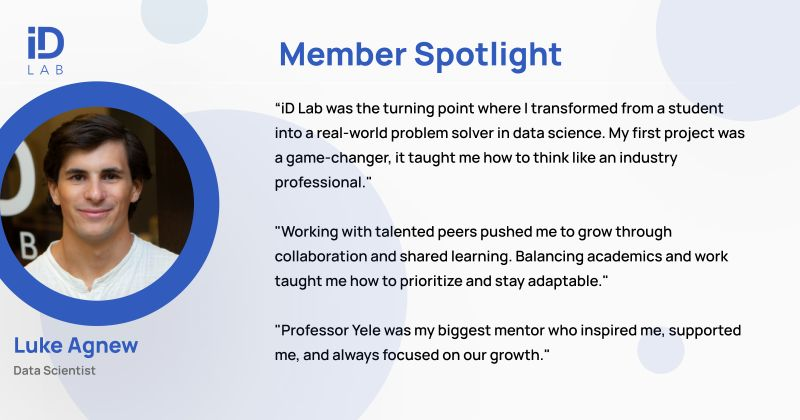 iD
LAB
Member Spotlight
“iD Lab was the turning point where I transformed from a student
into a real-world problem solver in data science. My first project was
a game-changer, it taught me how to think like an industry
professional."
"Working with talented peers pushed me to grow through
collaboration and shared learning. Balancing academics and work
taught me how to prioritize and stay adaptable."
"Professor Yele was my biggest mentor who inspired me, supported
me, and always focused on our growth."
D
B
Luke Agnew
Data Scientist